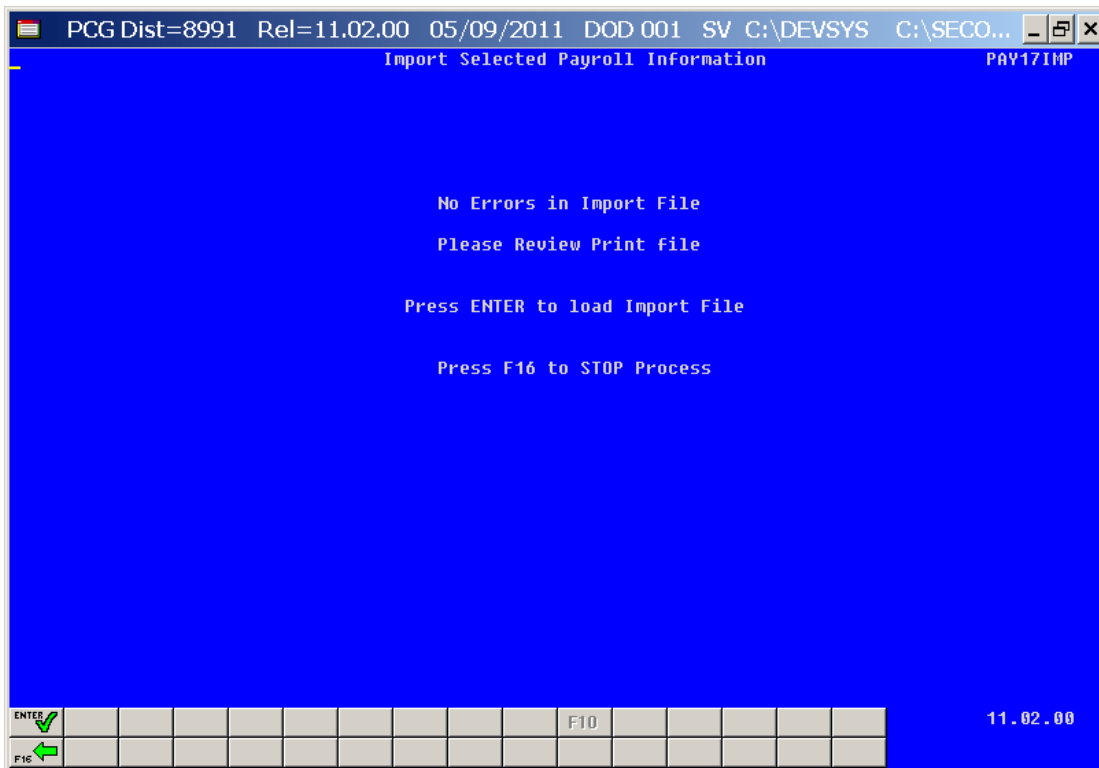 PCG Dist=8991 Rel=11.02.00 05/09/2011 DOD 001 SV C:\DEVSYS C:\SECO...
Import Selected Payroll Information PAY17IMP
No Errors in Import File
Please Review Print file
Press ENTER to load Import File
Press F16 to STOP Process
ENTER F10 11.02.00
F16